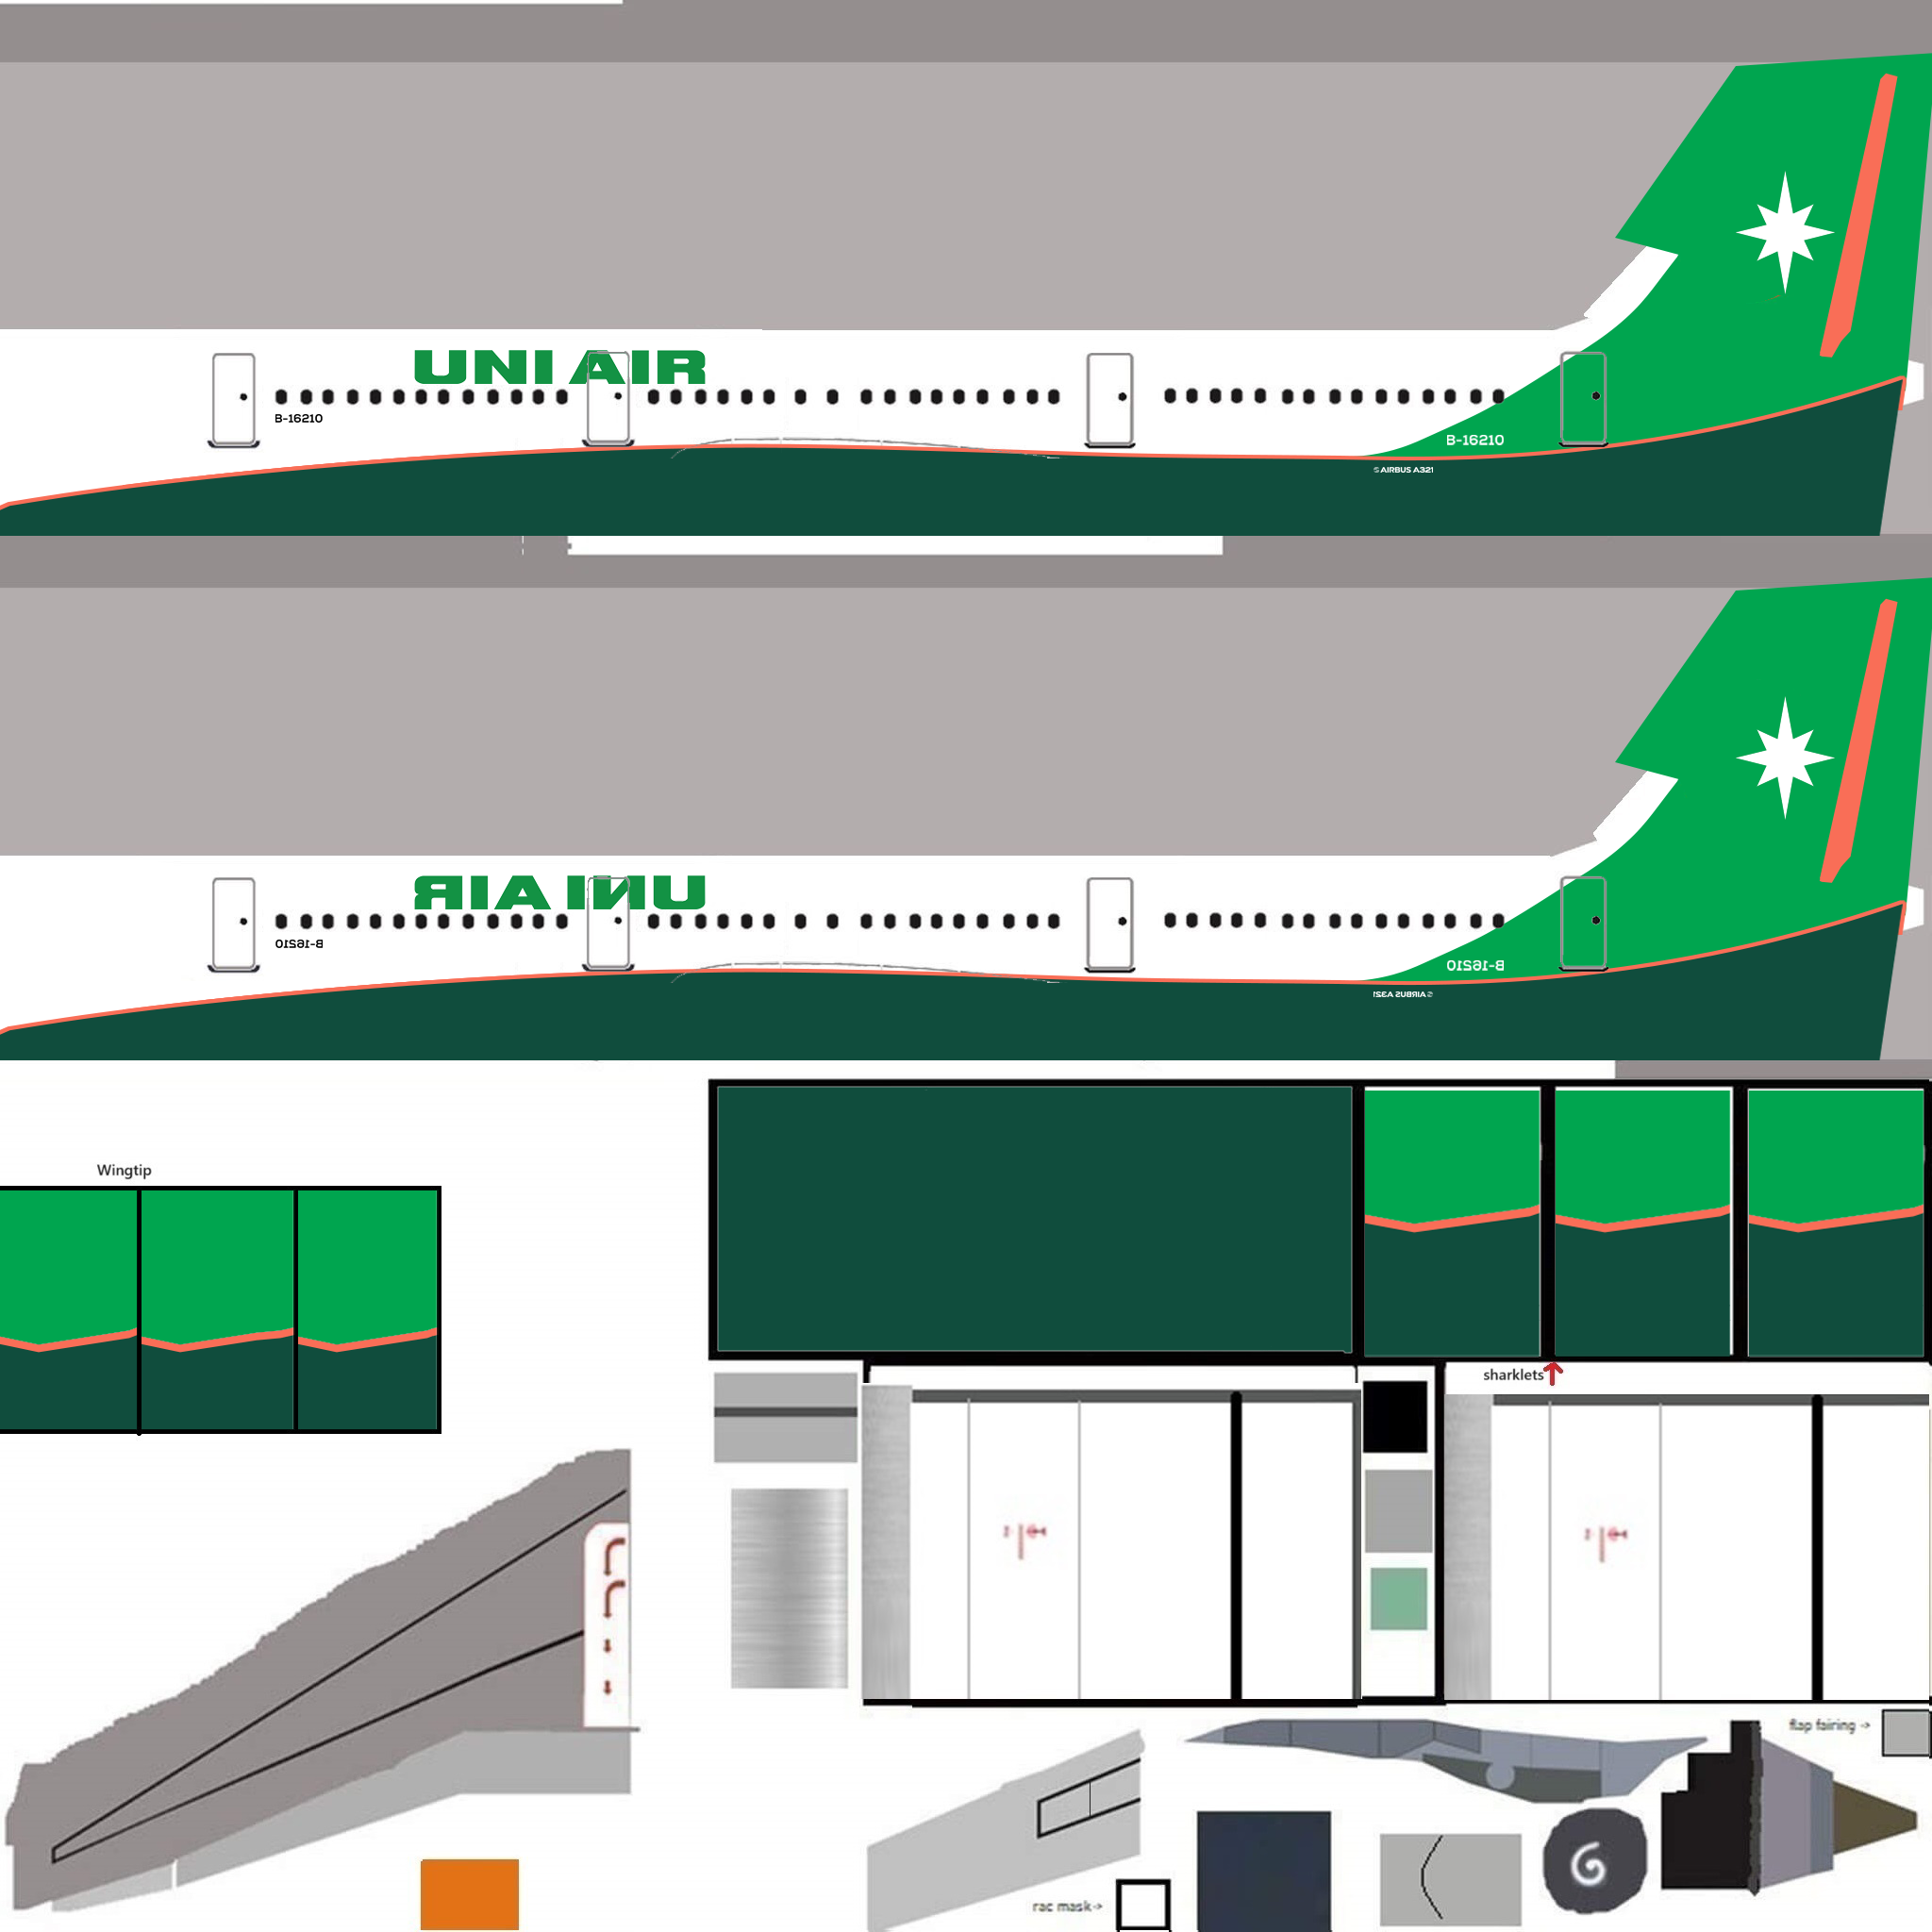 UNI AIR
B-16210
B-16210
AIRBUS A321
UNI AIR
B-16210
B-16210
AIRBUS A321
Wingtip
sharklets
flap fairing ->
rac mask->